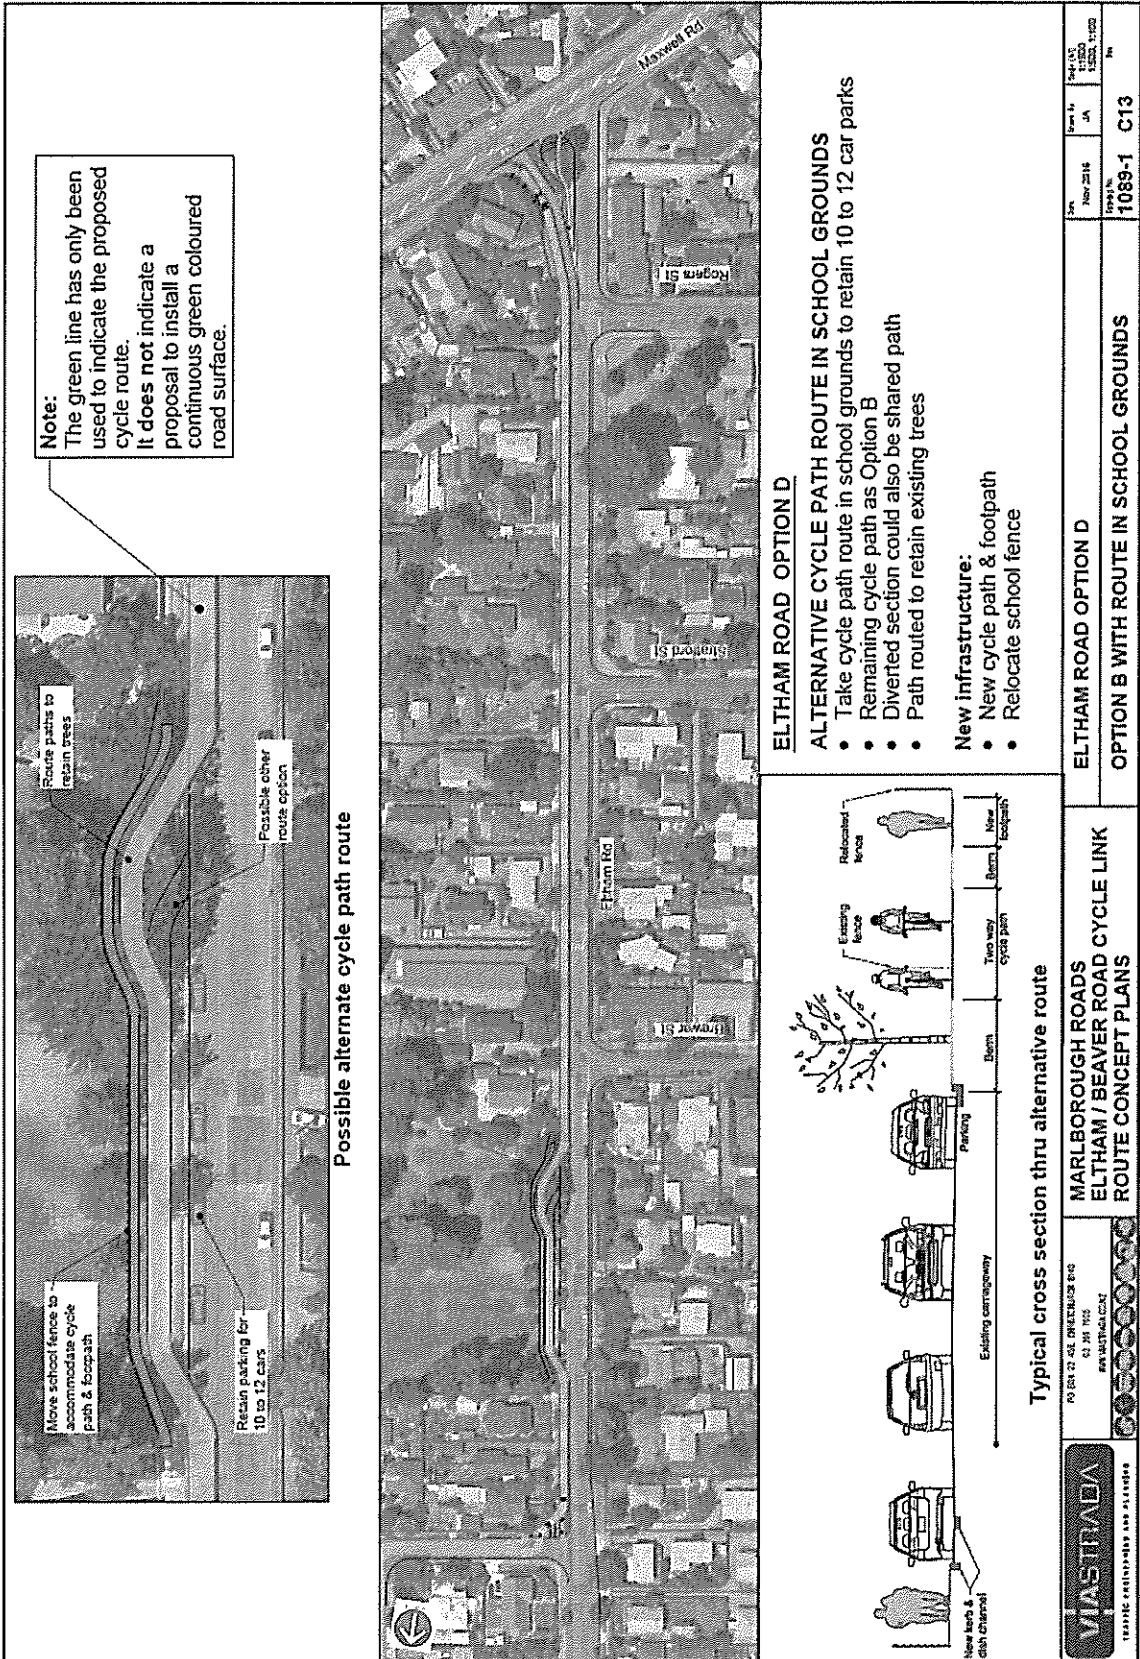 Note:
The green line has only been
used to indicate the proposed
cycle route.
It does not indicate a
proposal to install a
continuous green coloured
road surface.
Move school fence to
accommodate cycle
path & footpath
Route paths to
retain trees
Retain parking for
10 to 12 cars
Possible other
route option
Possible alternate cycle path route
Maxwell Rd
Rogers St
Stratford St
Eltham Rd
Brewer St
ELTHAM ROAD OPTION D
ALTERNATIVE CYCLE PATH ROUTE IN SCHOOL GROUNDS
• Take cycle path route in school grounds to retain 10 to 12 car parks
• Remaining cycle path as Option B
• Diverted section could also be shared path
• Path routed to retain existing trees
New Infrastructure:
• New cycle path & footpath
• Relocate school fence
New kerb &
dish channel
Existing carriageway
Parking
Berm
Existing
fence
Two way
cycle path
Berm
Relocated
fence
New
footpath
Typical cross section thru alternative route
VIASTRADA
TRAFFIC ENGINEERING AND PLANNING
MARLBOROUGH ROADS
ELTHAM / BEAVER ROAD CYCLE LINK
ROUTE CONCEPT PLANS
ELTHAM ROAD OPTION D
OPTION B WITH ROUTE IN SCHOOL GROUNDS
Nov 2016
JA
1089-1 C13